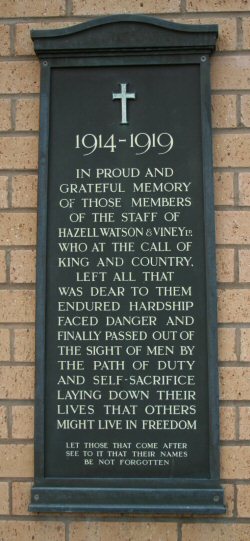 1914-1919
IN PROUD AND
GRATEFUL MEMORY
OF THOSE MEMBERS
OF THE STAFF OF
HAZELL WATSON & VINEY LD.
WHO AT THE CALL OF
KING AND COUNTRY,
LEFT ALL THAT
WAS DEAR TO THEM
ENDURED HARDSHIP
FACED DANGER AND
FINALLY PASSED OUT OF
THE SIGHT OF MEN BY
THE PATH OF DUTY
AND SELF-SACRIFICE
LAYING DOWN THEIR
LIVES THAT OTHERS
MIGHT LIVE IN FREEDOM
LET THOSE THAT COME AFTER
SEE TO IT THAT THEIR NAMES
BE NOT FORGOTTEN